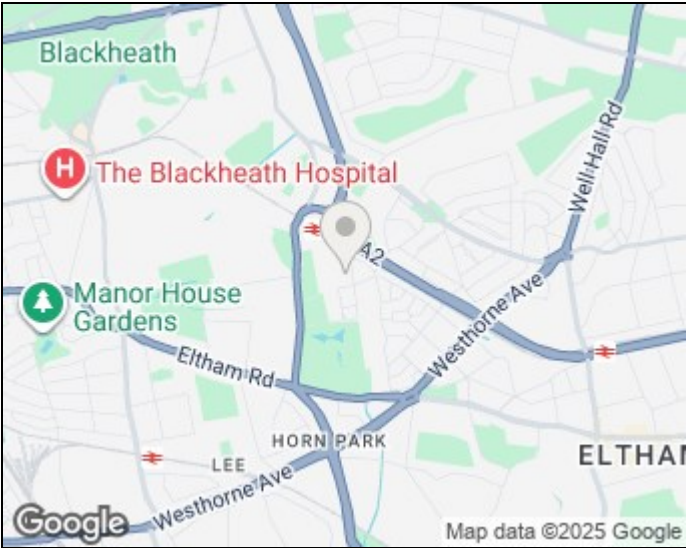 Blackheath
H The Blackheath Hospital
Well Hall Rd
A2
Manor House
Gardens
Westhorne Ave
Eltham Rd
HORN PARK
ELTHAM
LEE
Westhorne Ave
Google
Map data ©2025 Google